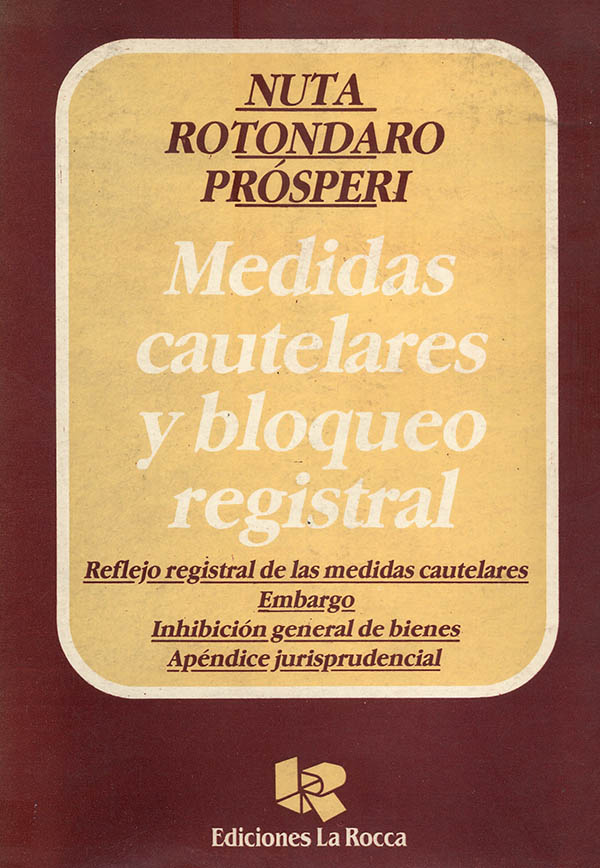 NUTA
ROTONDARO
PRÓSPERI
Medidas
cautelares
y bloqueo
registral
Reflejo registral de las medidas cautelares
Embargo
Inhibición general de bienes
Apéndice jurisprudencial
Ediciones La Rocca